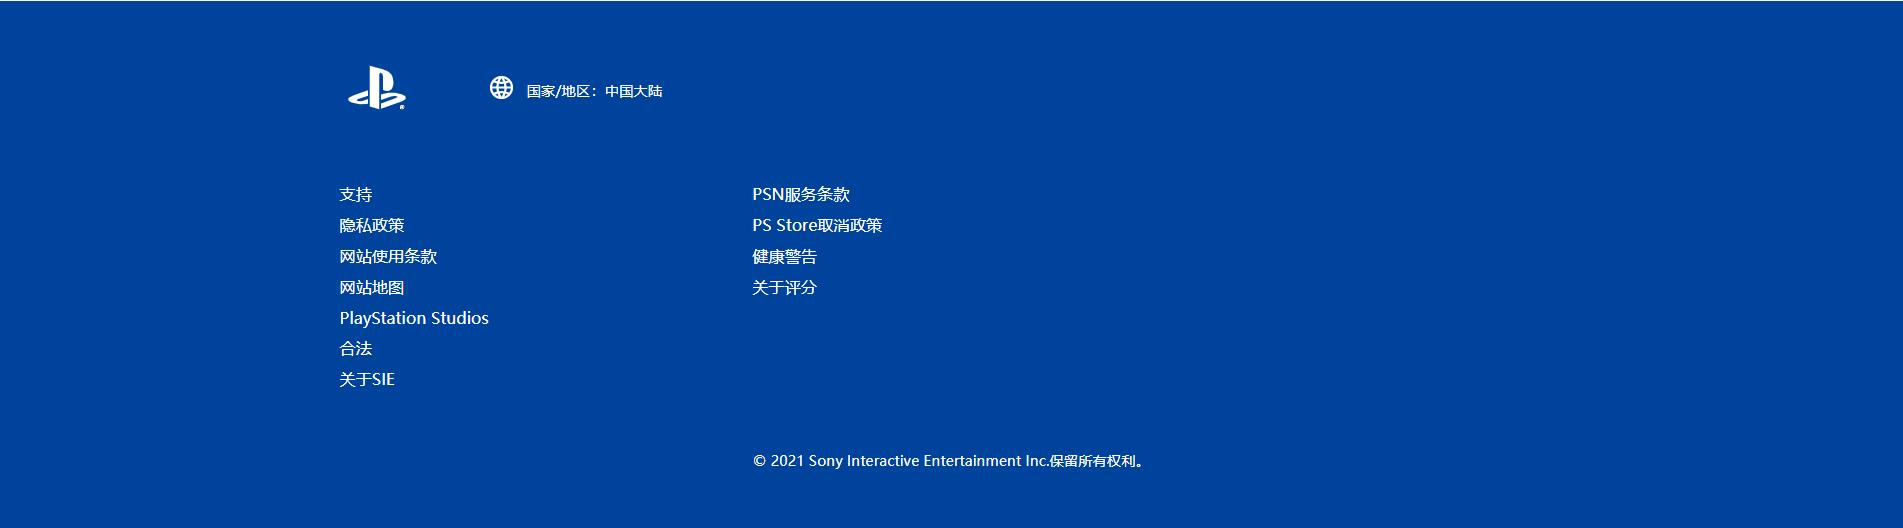 国家/地区：中国大陆
支持
隐私政策
网站使用条款
网站地图
PlayStation Studios
合法
关于SIE
PSN服务条款
PS Store取消政策
健康警告
关于评分
© 2021 Sony Interactive Entertainment Inc.保留所有权利。